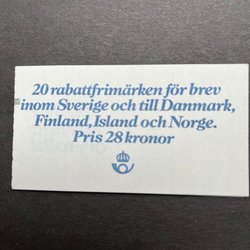 20 rabattfrimärken för brev
inom Sverige och till Danmark,
Finland, Island och Norge.
Pris 28 kronor